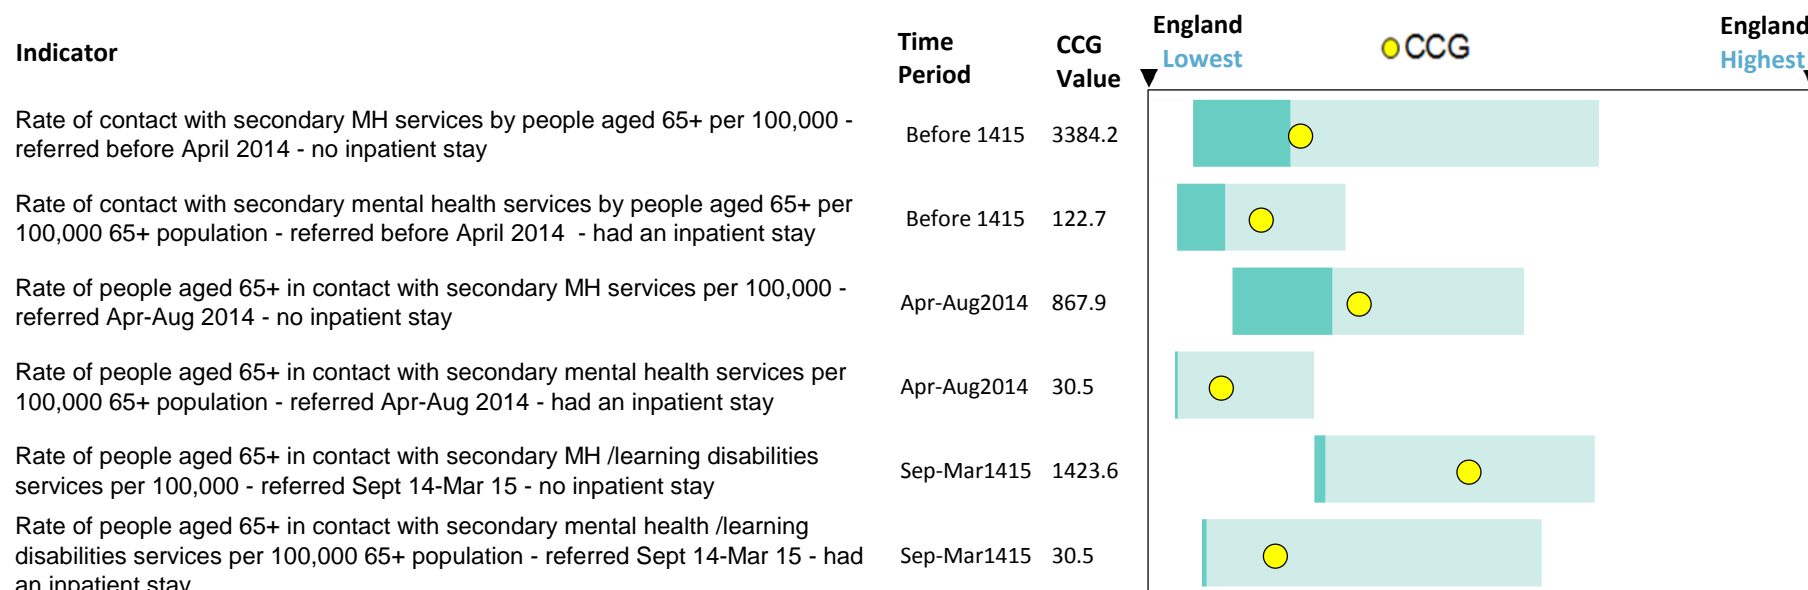 Indicator
Time
Period
CCG
Value
England
Lowest
CCG
England
Highest
Rate of contact with secondary MH services by people aged 65+ per 100,000 -
referred before April 2014 - no inpatient stay
Before 1415
3384.2
Rate of contact with secondary mental health services by people aged 65+ per
100,000 65+ population - referred before April 2014  - had an inpatient stay
Before 1415
122.7
Rate of people aged 65+ in contact with secondary MH services per 100,000 -
referred Apr-Aug 2014 - no inpatient stay
Apr-Aug2014
867.9
Rate of people aged 65+ in contact with secondary mental health services per
100,000 65+ population - referred Apr-Aug 2014 - had an inpatient stay
Apr-Aug2014
30.5
Rate of people aged 65+ in contact with secondary MH /learning disabilities
services per 100,000 - referred Sept 14-Mar 15 - no inpatient stay
Sep-Mar1415
1423.6
Rate of people aged 65+ in contact with secondary mental health /learning
disabilities services per 100,000 65+ population - referred Sept 14-Mar 15 - had
an inpatient stay
Sep-Mar1415
30.5